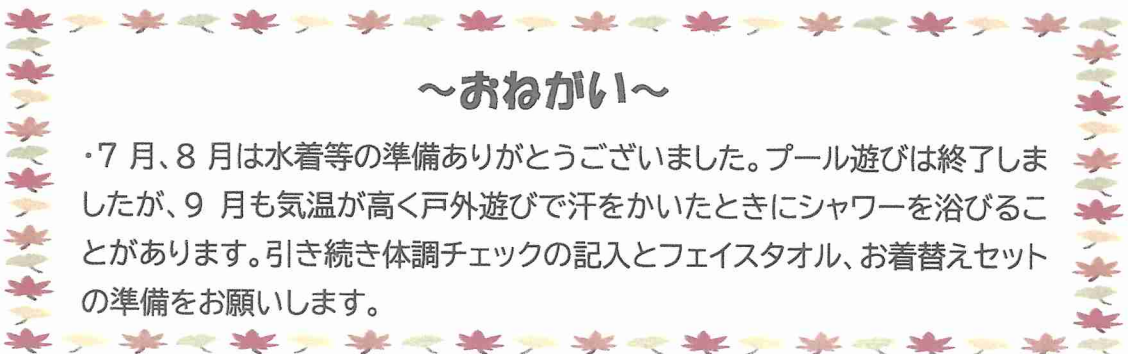 ～おねがい～
・7 月、8 月は水着等の準備ありがとうございました。プール遊びは終了しま
したが、9 月も気温が高く戸外遊びで汗をかいたときにシャワーを浴びるこ
とがあります。引き続き体調チェックの記入とフェイスタオル、お着替えセット
の準備をお願いします。